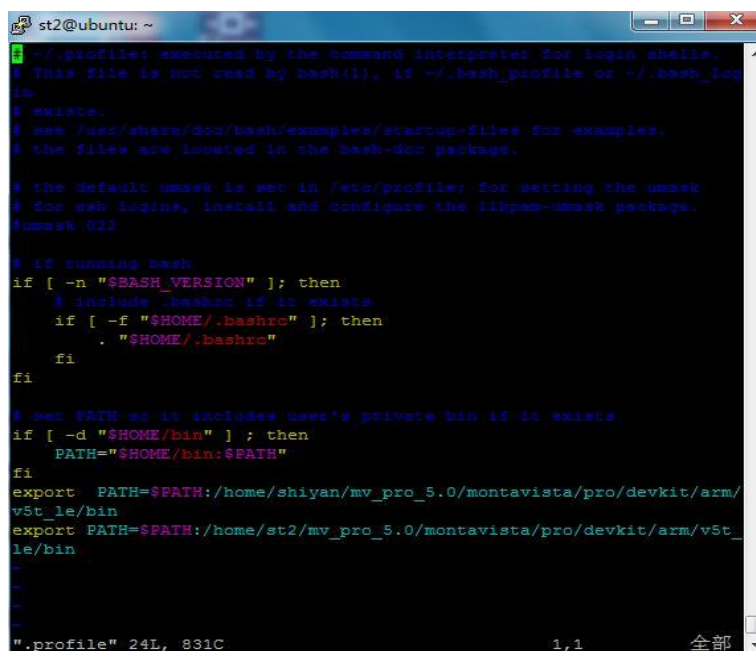 st2@ubuntu: ~
# ~/.profile: executed by the command interpreter for login shells.
# This file is not read by bash(1), if ~/.bash_profile or ~/.bash_log
in
# exists.
# see /usr/share/doc/bash/examples/startup-files for examples.
# the files are located in the bash-doc package.
# the default umask is set in /etc/profile; for setting the umask
# for ssh logins, install and configure the libpam-umask package.
#umask 022
# if running bash
if [ -n "$BASH_VERSION" ]; then
    # include .bashrc if it exists
    if [ -f "$HOME/.bashrc" ]; then
        . "$HOME/.bashrc"
    fi
fi
# set PATH so it includes user's private bin if it exists
if [ -d "$HOME/bin" ] ; then
    PATH="$HOME/bin:$PATH"
fi
export  PATH=$PATH:/home/shiyan/mv_pro_5.0/montavista/pro/devkit/arm/
v5t_le/bin
export PATH=$PATH:/home/st2/mv_pro_5.0/montavista/pro/devkit/arm/v5t_
le/bin
~
~
~
~
".profile" 24L, 831C 1,1 全部